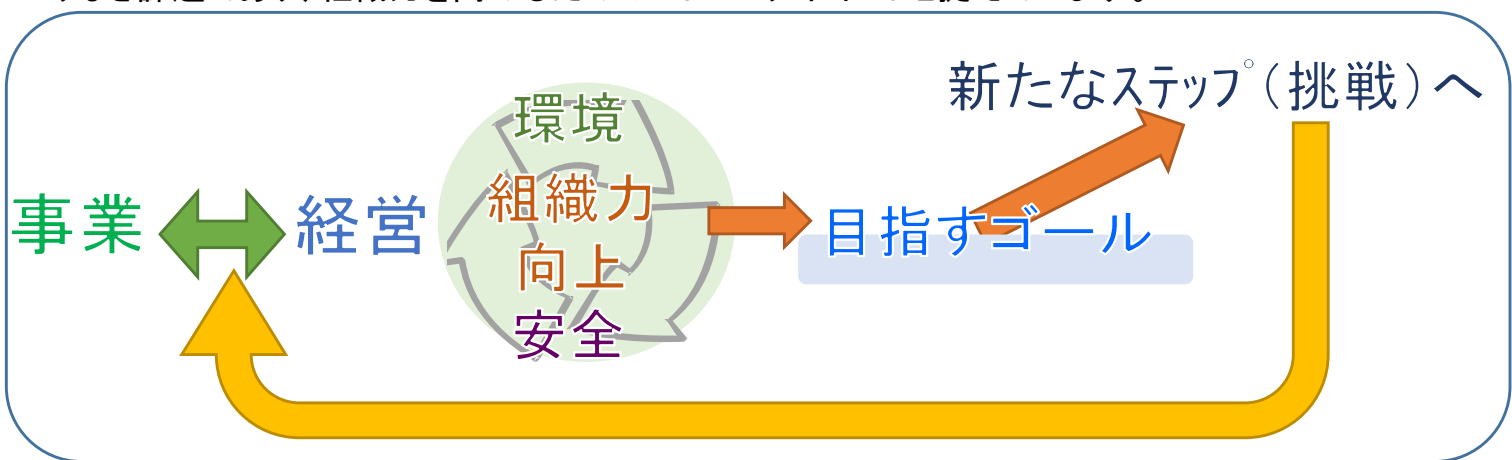 新たなステップ（挑戦）へ
環境
事業
経営
組織力
向上
安全
目指すゴール